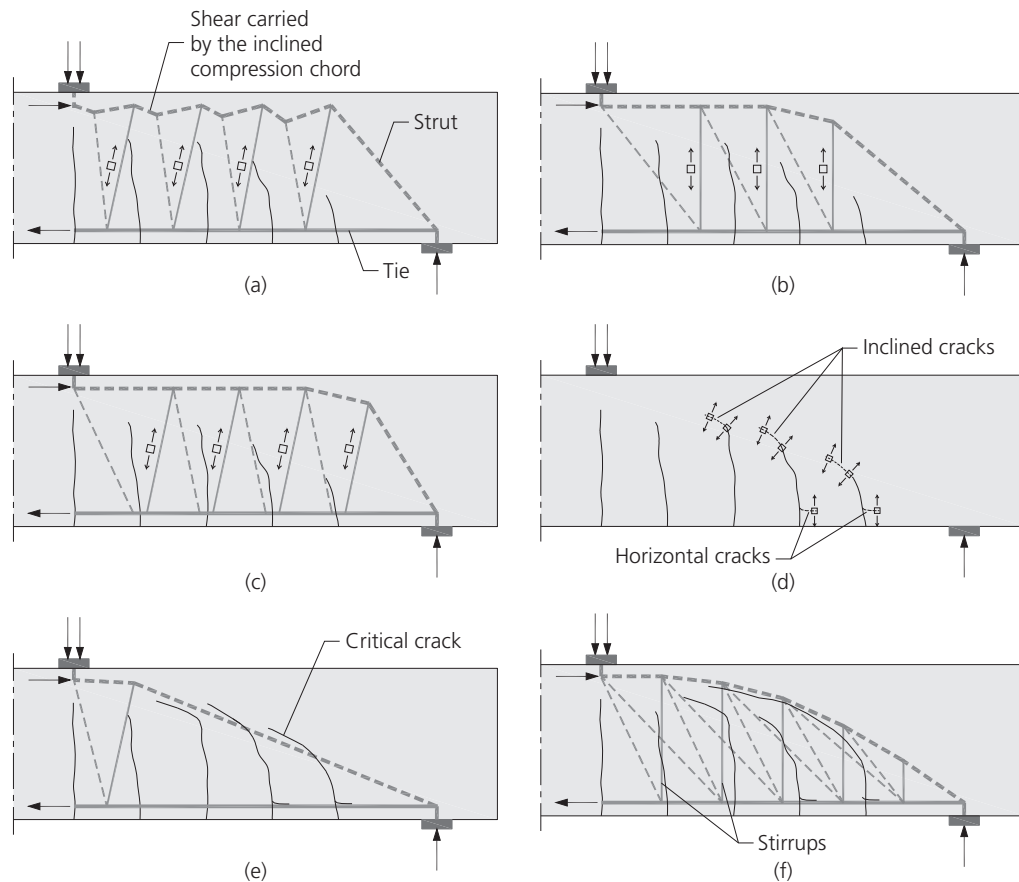 Shear carried
by the inclined
compression chord
Strut
Tie
(a)
(b)
(c)
Inclined cracks
Horizontal cracks
(d)
Critical crack
(e)
Stirrups
(f)